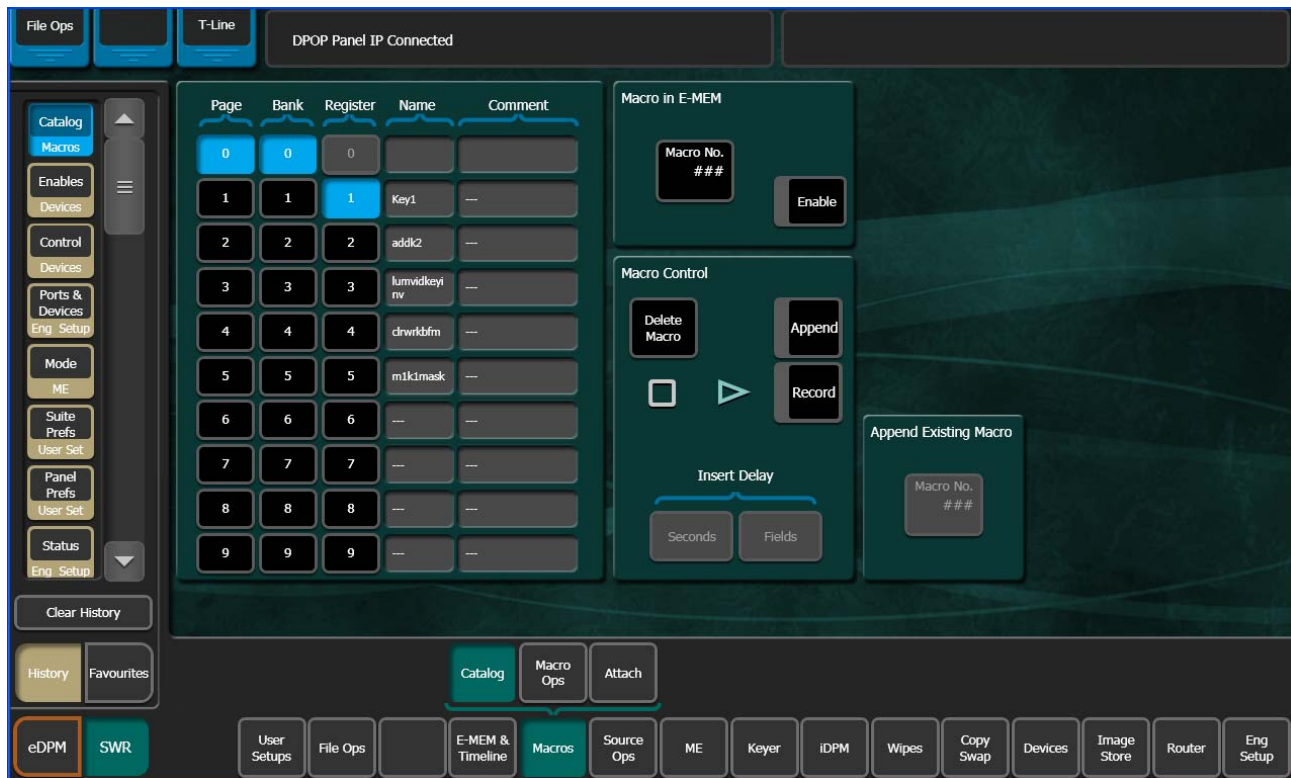 File Ops
T-Line
DPOP Panel IP Connected
Catalog
Macros
Enables
Devices
Control
Devices
Ports &
Devices
Eng Setup
Mode
ME
Suite
Prefs
User Set
Panel
Prefs
User Set
Status
Eng Setup
Clear History
History
Favourites
Page Bank Register Name Comment
0 0 0
1 1 1 Key1 ---
2 2 2 addk2 ---
3 3 3 lumvidkeyi
nv ---
4 4 4 clrwrkbfm ---
5 5 5 m1k1mask ---
6 6 6 --- ---
7 7 7 --- ---
8 8 8 --- ---
9 9 9 --- ---
Macro in E-MEM
Macro No.
###
Enable
Macro Control
Delete
Macro
Append
Record
Insert Delay
Seconds Fields
Append Existing Macro
Macro No.
###
Catalog
Macro
Ops
Attach
eDPM
SWR
User
Setups
File Ops
E-MEM &
Timeline
Macros
Source
Ops
ME
Keyer
iDPM
Wipes
Copy
Swap
Devices
Image
Store
Router
Eng
Setup